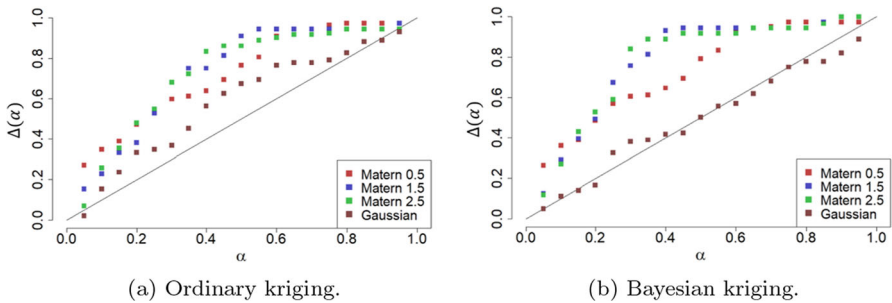 Δ(α)
1.0
0.8
0.6
0.4
0.2
0.0
0.0 0.2 0.4 0.6 0.8 1.0
α
Matern 0.5
Matern 1.5
Matern 2.5
Gaussian
(a) Ordinary kriging.
Δ(α)
1.0
0.8
0.6
0.4
0.2
0.0
0.0 0.2 0.4 0.6 0.8 1.0
α
Matern 0.5
Matern 1.5
Matern 2.5
Gaussian
(b) Bayesian kriging.